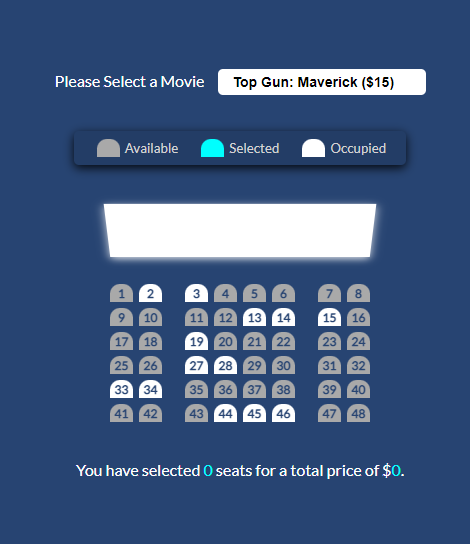 Please Select a Movie Top Gun: Maverick ($15)
Available Selected Occupied
1 2 3 4 5 6 7 8
9 10 11 12 13 14 15 16
17 18 19 20 21 22 23 24
25 26 27 28 29 30 31 32
33 34 35 36 37 38 39 40
41 42 43 44 45 46 47 48
You have selected 0 seats for a total price of $0.